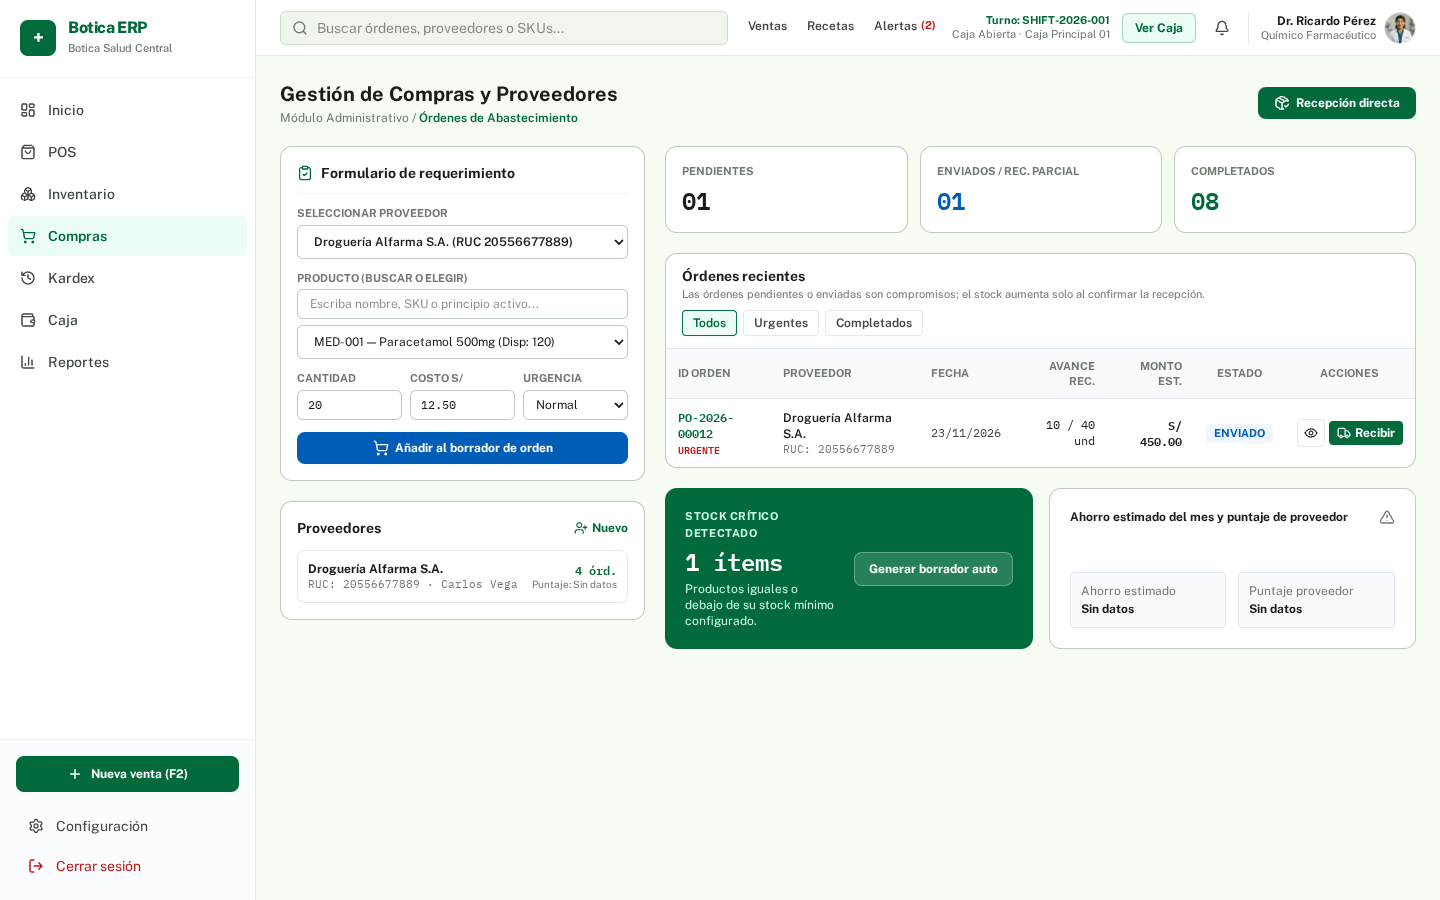 Botica ERP
Botica Salud Central
Inicio
POS
Inventario
Compras
Kardex
Caja
Reportes
Nueva venta (F2)
Configuración
Cerrar sesión
Buscar órdenes, proveedores o SKUs...
Ventas
Recetas
Alertas (2)
Turno: SHIFT-2026-001
Caja Abierta · Caja Principal 01
Ver Caja
Dr. Ricardo Pérez
Químico Farmacéutico
Gestión de Compras y Proveedores
Módulo Administrativo / Órdenes de Abastecimiento
Recepción directa
Formulario de requerimiento
SELECCIONAR PROVEEDOR
Droguería Alfarma S.A. (RUC 20556677889)
PRODUCTO (BUSCAR O ELEGIR)
Escriba nombre, SKU o principio activo...
MED-001 — Paracetamol 500mg (Disp: 120)
CANTIDAD
COSTO S/
URGENCIA
20
12.50
Normal
Añadir al borrador de orden
Proveedores
Nuevo
Droguería Alfarma S.A.
4 órd.
RUC: 20556677889 · Carlos Vega
Puntaje: Sin datos
PENDIENTES
01
ENVIADOS / REC. PARCIAL
01
COMPLETADOS
08
Órdenes recientes
Las órdenes pendientes o enviadas son compromisos; el stock aumenta solo al confirmar la recepción.
Todos
Urgentes
Completados
ID ORDEN
PROVEEDOR
FECHA
AVANCE
REC.
MONTO
EST.
ESTADO
ACCIONES
PO-2026-
00012
URGENTE
Droguería Alfarma
S.A.
RUC: 20556677889
23/11/2026
10 / 40
und
S/
450.00
ENVIADO
Recibir
STOCK CRÍTICO
DETECTADO
1 ítems
Productos iguales o
debajo de su stock mínimo
configurado.
Generar borrador auto
Ahorro estimado del mes y puntaje de proveedor
Ahorro estimado
Sin datos
Puntaje proveedor
Sin datos